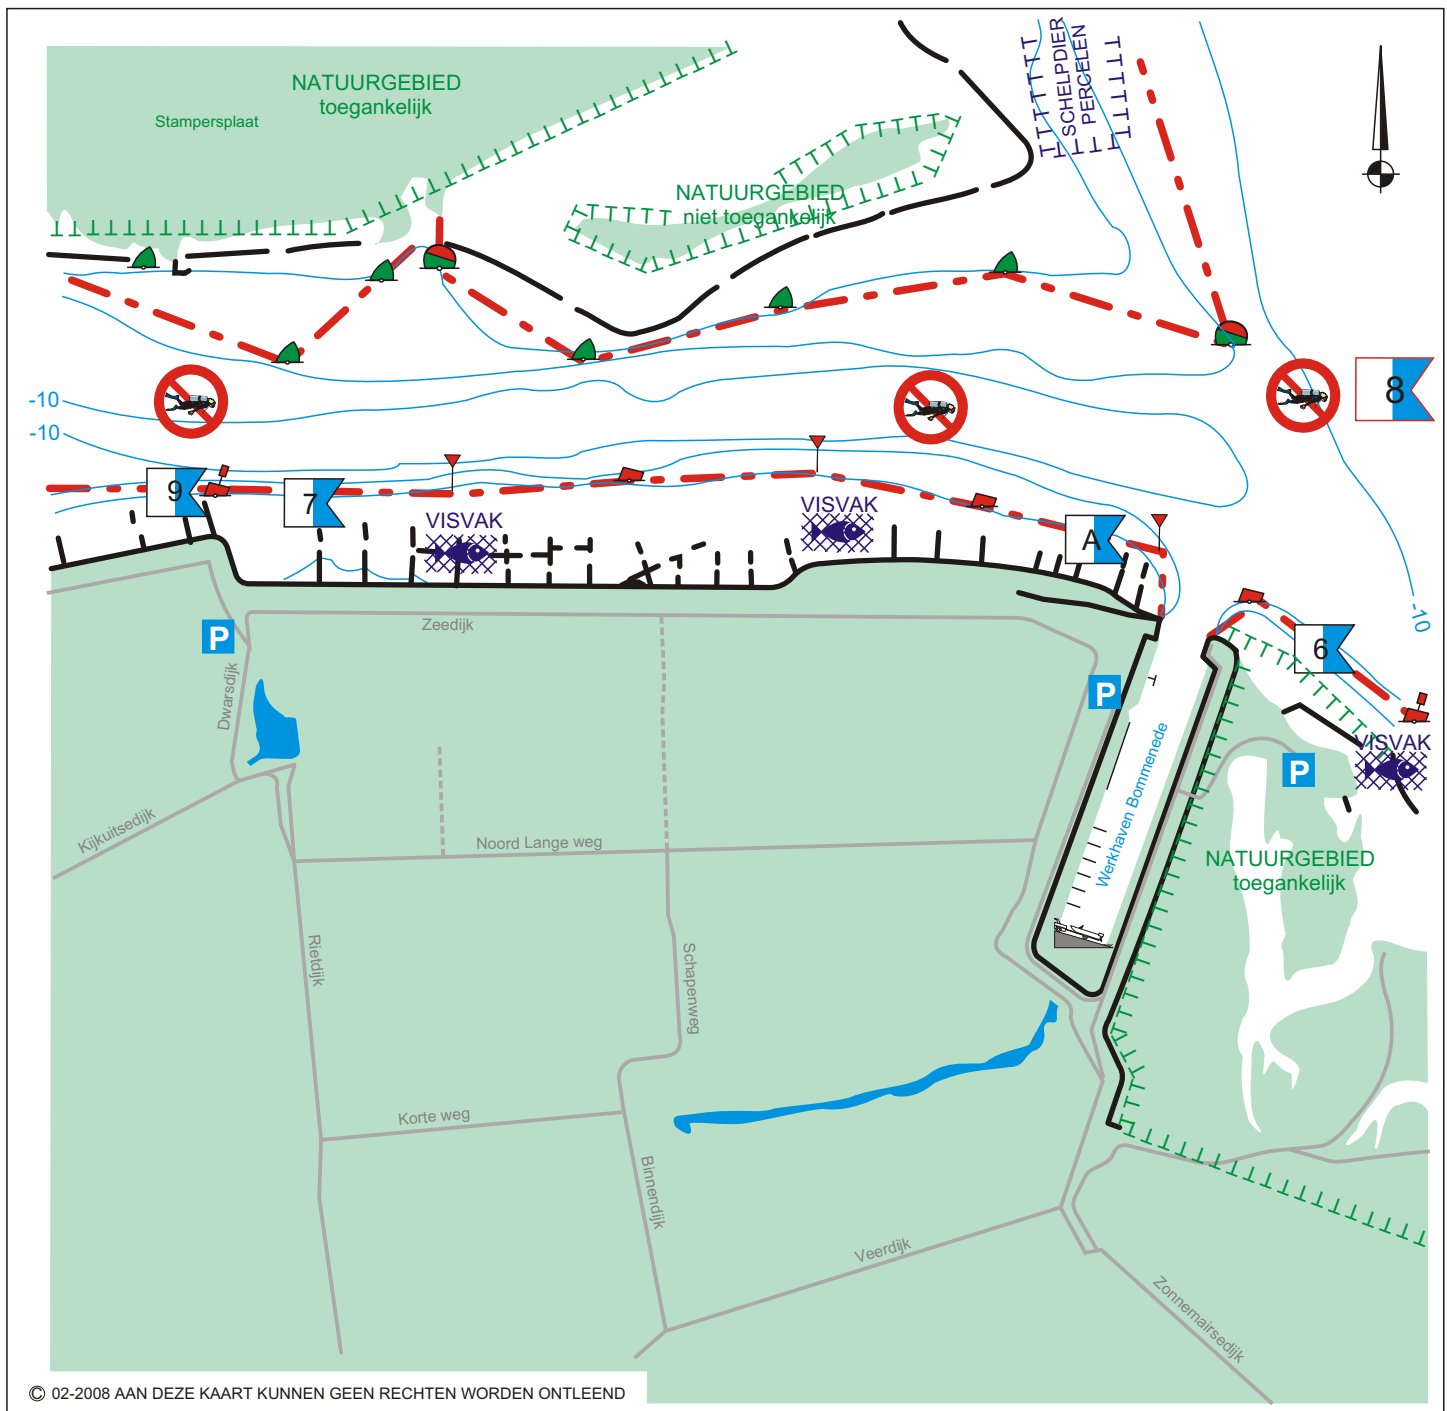 NATUURGEBIED
toegankelijk
Stampersplaat
SCHELPDIER
PERCELEN
NATUURGEBIED
niet toegankelijk
8
-10
-10
9
7
VISVAK
VISVAK
A
-10
6
P
Zeedijk
Dwarsdijk
P
Werkhaven Bommenede
VISVAK
P
Kijkuitsedijk
Noord Lange weg
NATUURGEBIED
toegankelijk
Rietdijk
Schapenweg
Korte weg
Binnendijk
Veerdijk
Zonnemairsedijk
© 02-2008 AAN DEZE KAART KUNNEN GEEN RECHTEN WORDEN ONTLEEND